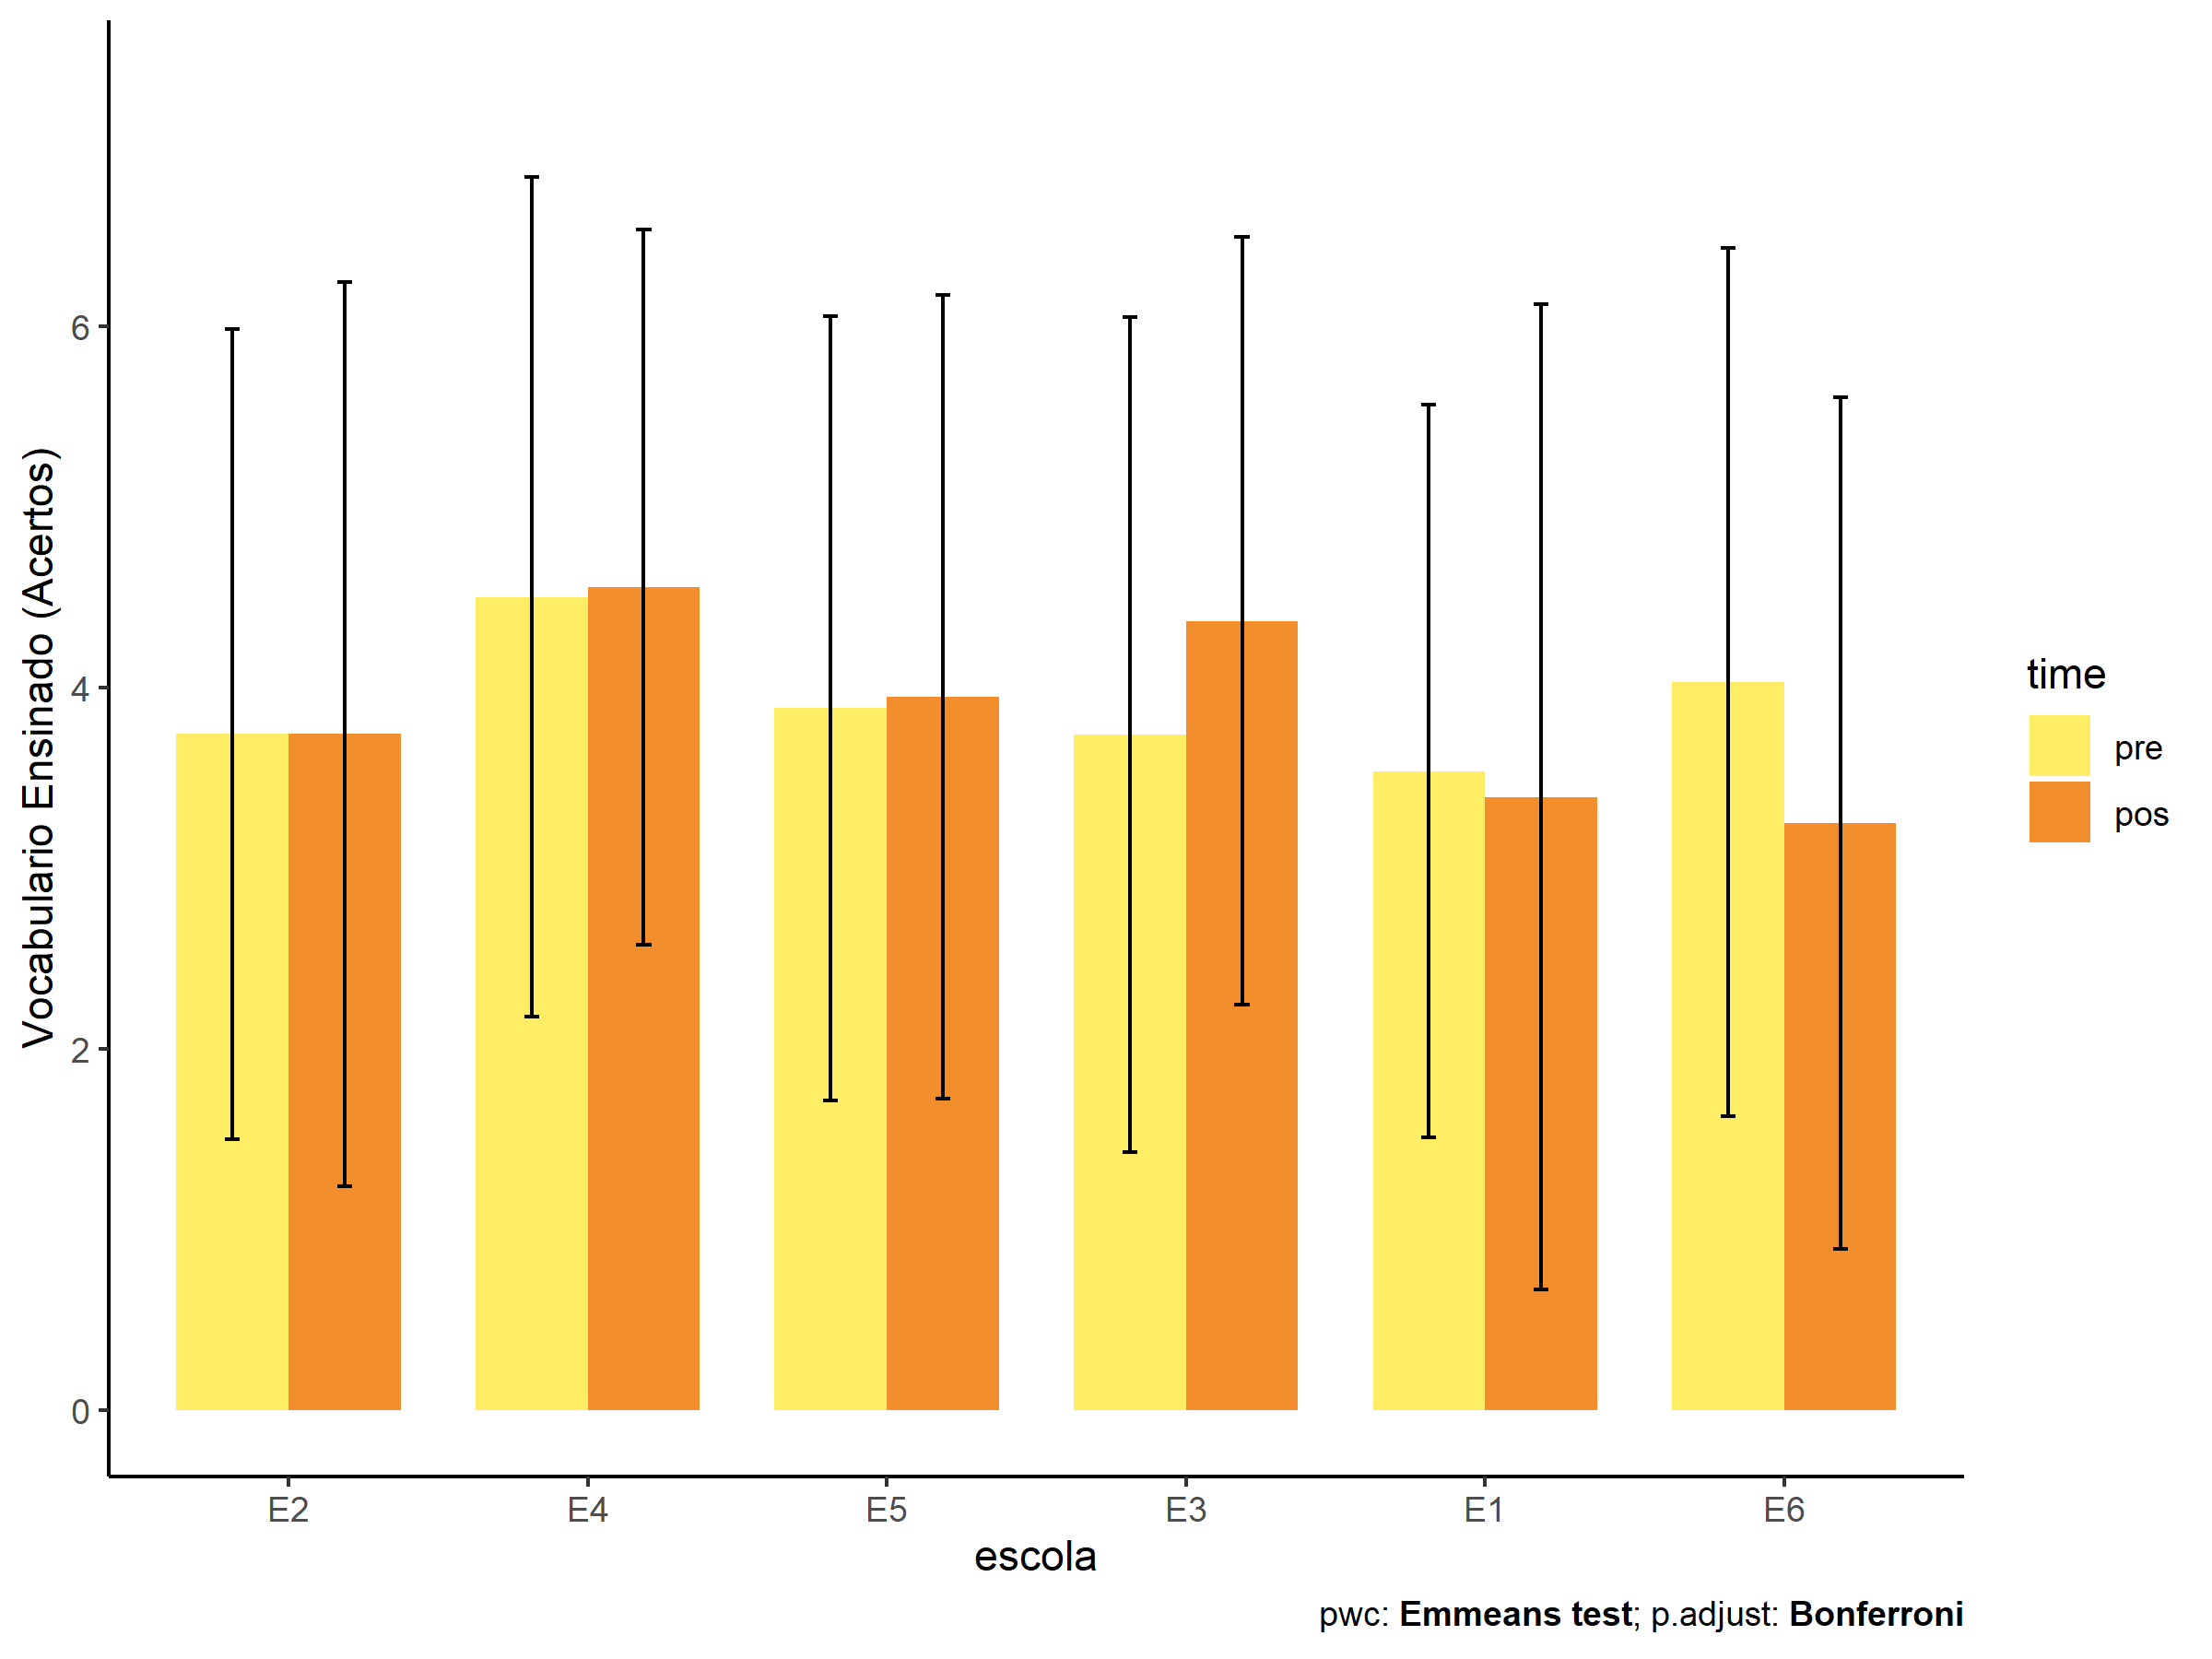 Vocabulario Ensinado (Acertos)
6
4
2
0
E2 E4 E5 E3 E1 E6
escola
time
pre
pos
pwc: Emmeans test; p.adjust: Bonferroni